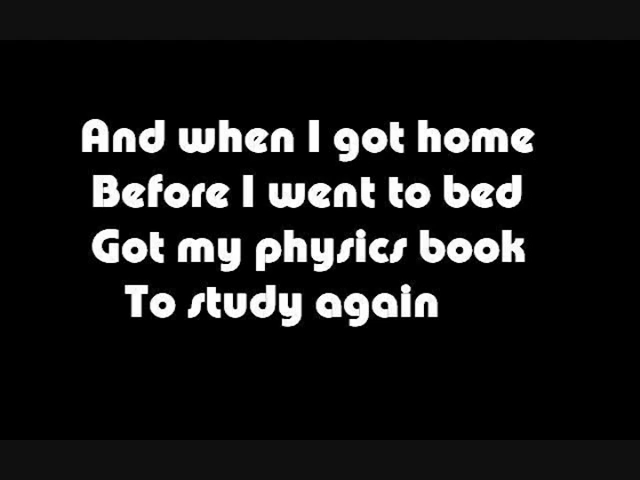 And when I got home
Before I went to bed
Got my physics book
To study again